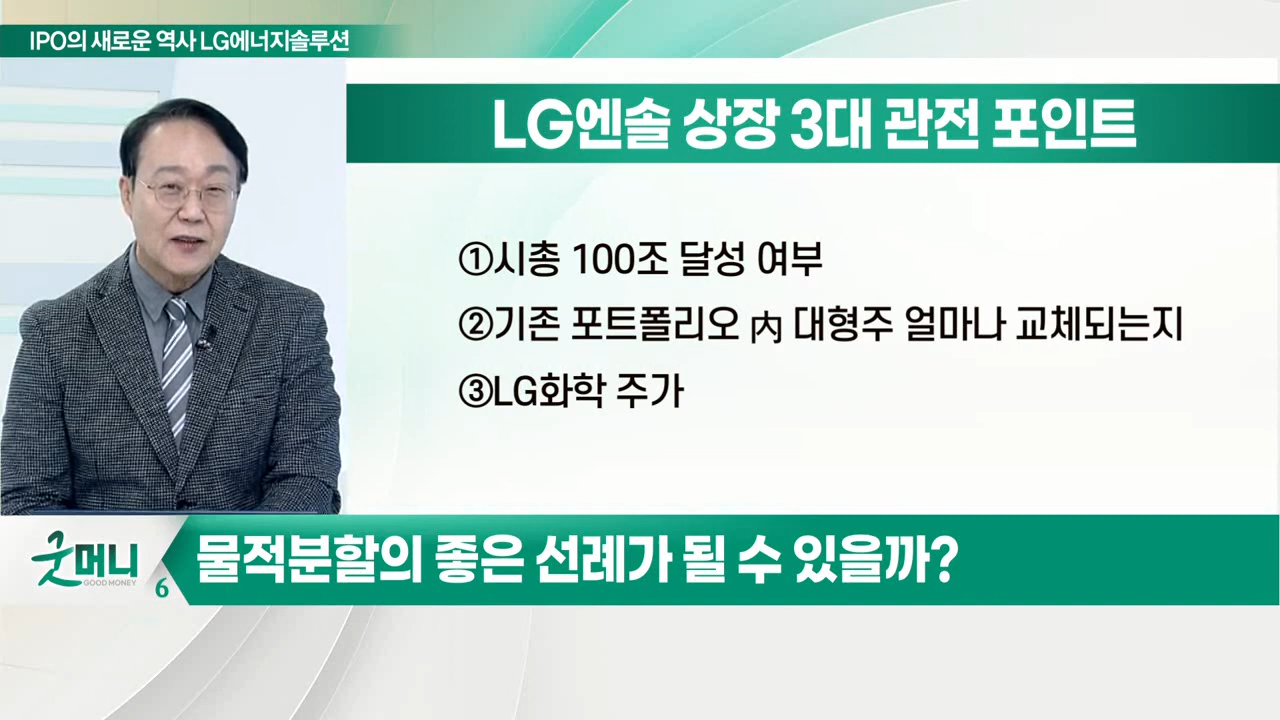 IPO의 새로운 역사 LG에너지솔루션
LG엔솔 상장 3대 관전 포인트
①시총 100조 달성 여부
②기존 포트폴리오 內 대형주 얼마나 교체되는지
③LG화학 주가
굿머니
GOOD MONEY
6
물적분할의 좋은 선례가 될 수 있을까?